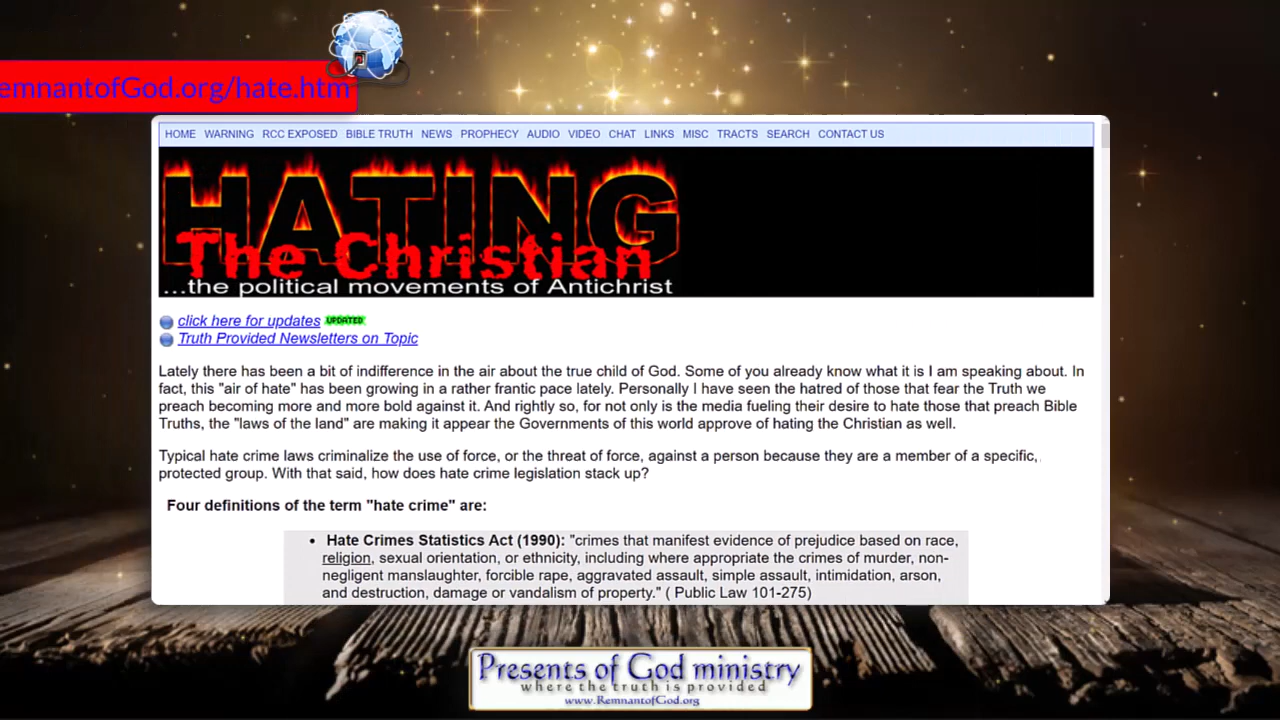 emnantofGod.org/hate.htm
HOME WARNING RCC EXPOSED BIBLE TRUTH NEWS PROPHECY AUDIO VIDEO CHAT LINKS MISC TRACTS SEARCH CONTACT US
HATING
The Christian
...the political movements of Antichrist
click here for updates UPDATED
Truth Provided Newsletters on Topic
Lately there has been a bit of indifference in the air about the true child of God. Some of you already know what it is I am speaking about. In
fact, this "air of hate" has been growing in a rather frantic pace lately. Personally I have seen the hatred of those that fear the Truth we
preach becoming more and more bold against it. And rightly so, for not only is the media fueling their desire to hate those that preach Bible
Truths, the "laws of the land" are making it appear the Governments of this world approve of hating the Christian as well.
Typical hate crime laws criminalize the use of force, or the threat of force, against a person because they are a member of a specific,
protected group. With that said, how does hate crime legislation stack up?
Four definitions of the term "hate crime" are:
• Hate Crimes Statistics Act (1990): "crimes that manifest evidence of prejudice based on race,
religion, sexual orientation, or ethnicity, including where appropriate the crimes of murder, non-
negligent manslaughter, forcible rape, aggravated assault, simple assault, intimidation, arson,
and destruction, damage or vandalism of property." ( Public Law 101-275)
Presents of God ministry
where the truth is provided
www.RemnantofGod.org